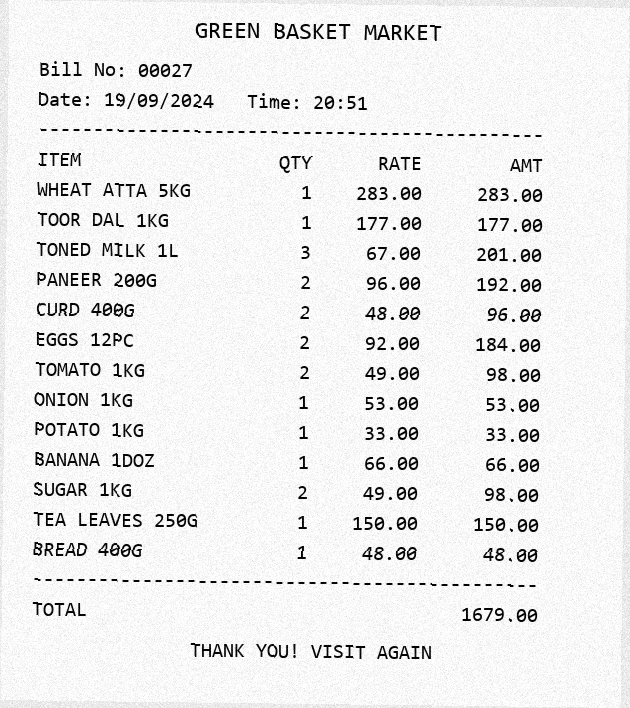 GREEN BASKET MARKET
Bill No: 00027
Date: 19/09/2024 Time: 20:51
------------------------------------------------
ITEM QTY RATE AMT
WHEAT ATTA 5KG 1 283.00 283.00
TOOR DAL 1KG 1 177.00 177.00
TONED MILK 1L 3 67.00 201.00
PANEER 200G 2 96.00 192.00
CURD 400G 2 48.00 96.00
EGGS 12PC 2 92.00 184.00
TOMATO 1KG 2 49.00 98.00
ONION 1KG 1 53.00 53.00
POTATO 1KG 1 33.00 33.00
BANANA 1DOZ 1 66.00 66.00
SUGAR 1KG 2 49.00 98.00
TEA LEAVES 250G 1 150.00 150.00
BREAD 400G 1 48.00 48.00
------------------------------------------------
TOTAL 1679.00
THANK YOU! VISIT AGAIN